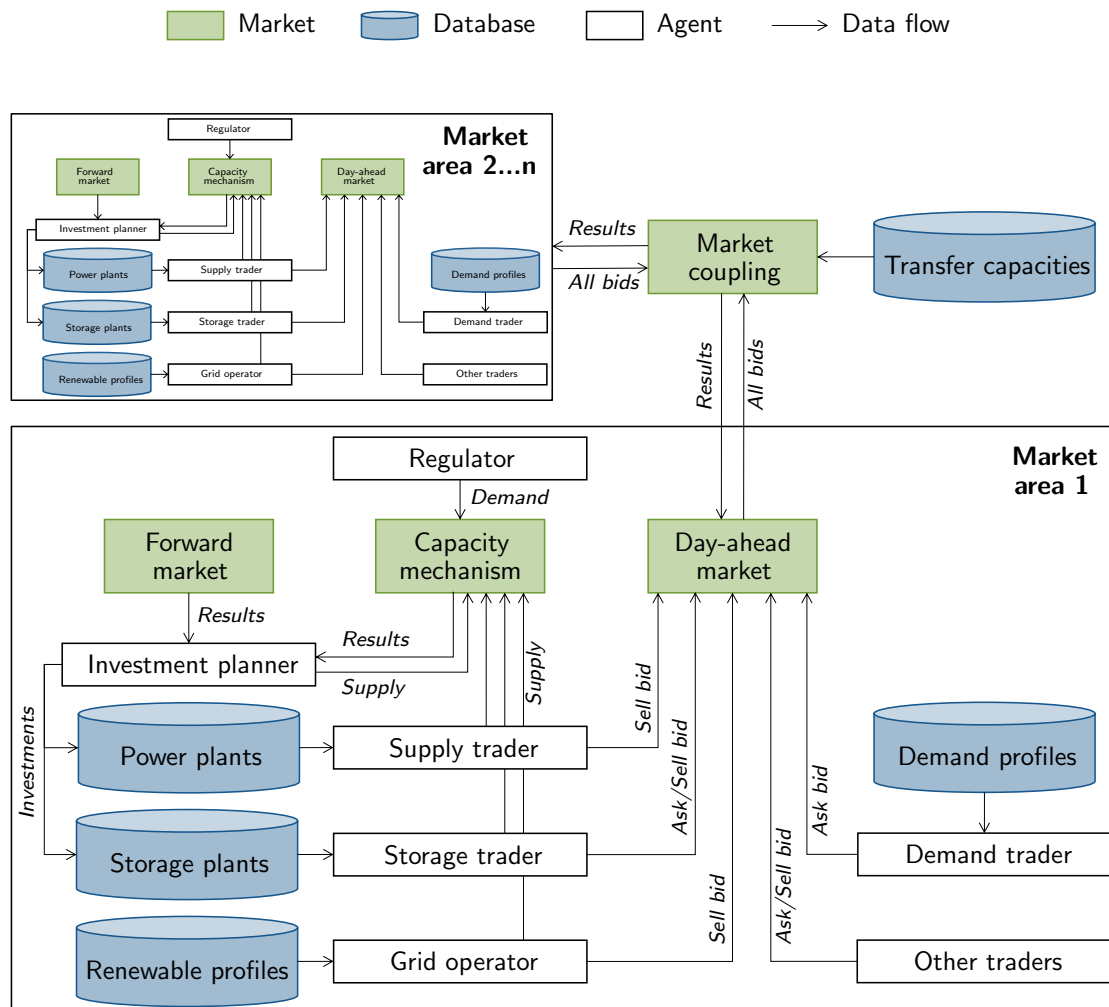 Market
Database
Agent
Data flow
Market
area 2...n
Regulator
Forward
market
Capacity
mechanism
Day-ahead
market
Investment planner
Power plants
Supply trader
Demand profiles
Storage plants
Storage trader
Demand trader
Renewable profiles
Grid operator
Other traders
Results
All bids
Market
coupling
Transfer capacities
Results
All bids
Market
area 1
Regulator
Demand
Forward
market
Capacity
mechanism
Day-ahead
market
Results
Investment planner
Results
Supply
Supply
Sell bid
Investments
Power plants
Supply trader
Demand profiles
Ask/Sell bid
Ask bid
Storage plants
Storage trader
Demand trader
Sell bid
Ask/Sell bid
Renewable profiles
Grid operator
Other traders